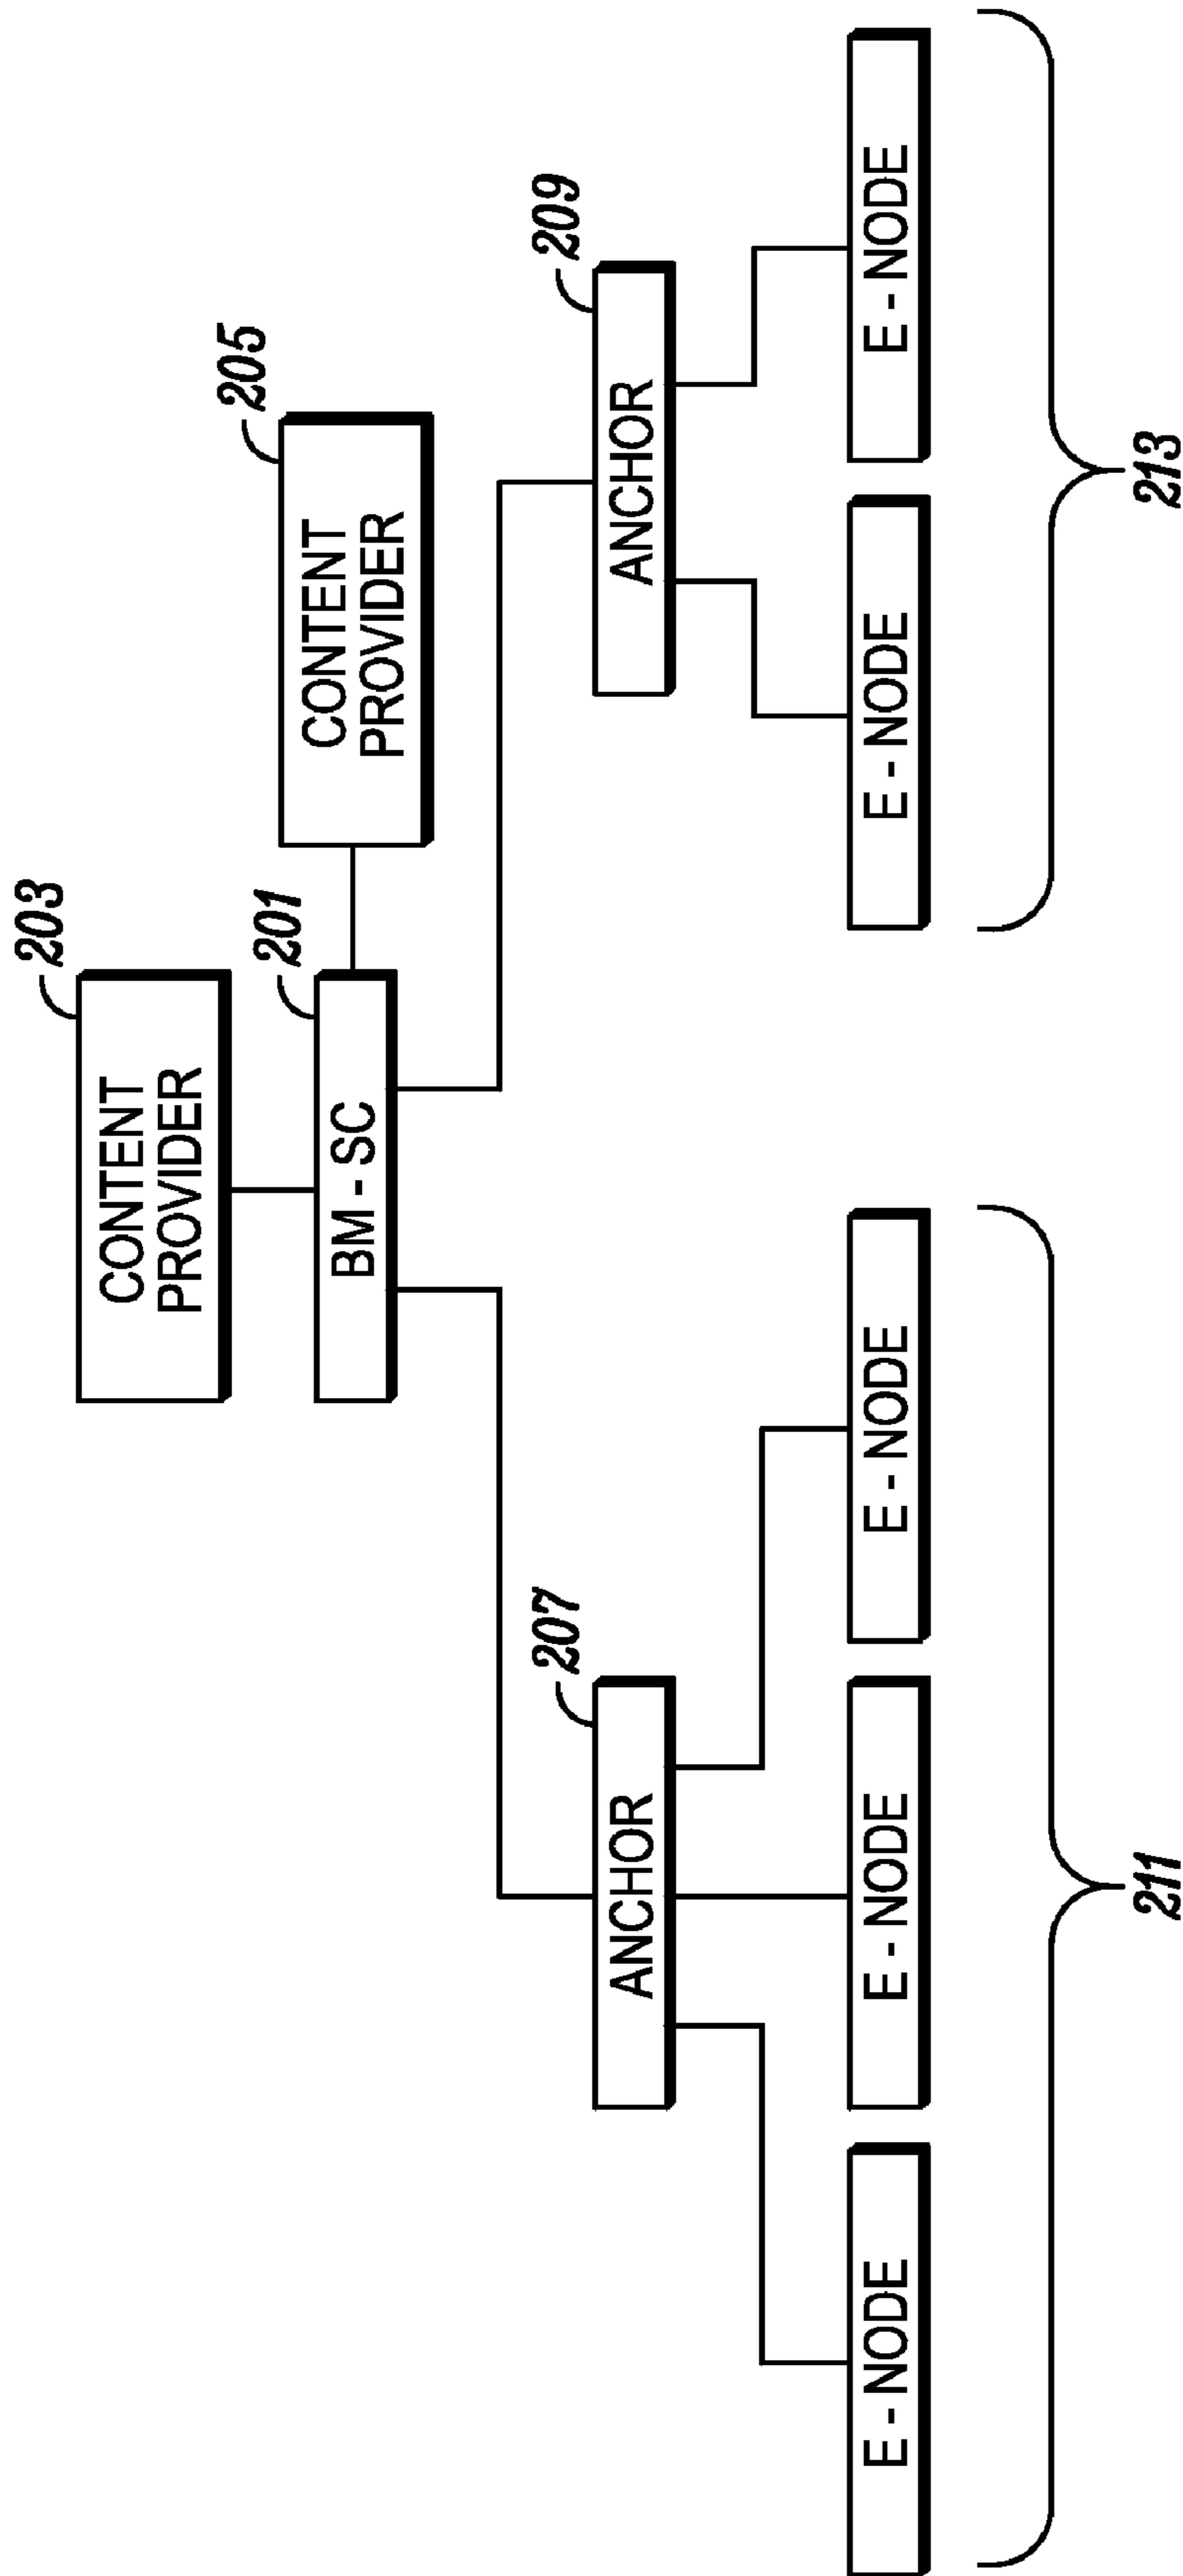 203
CONTENT
PROVIDER
201
BM - SC
205
CONTENT
PROVIDER
207
ANCHOR
209
ANCHOR
E - NODE
E - NODE
E - NODE
E - NODE
E - NODE
211
213